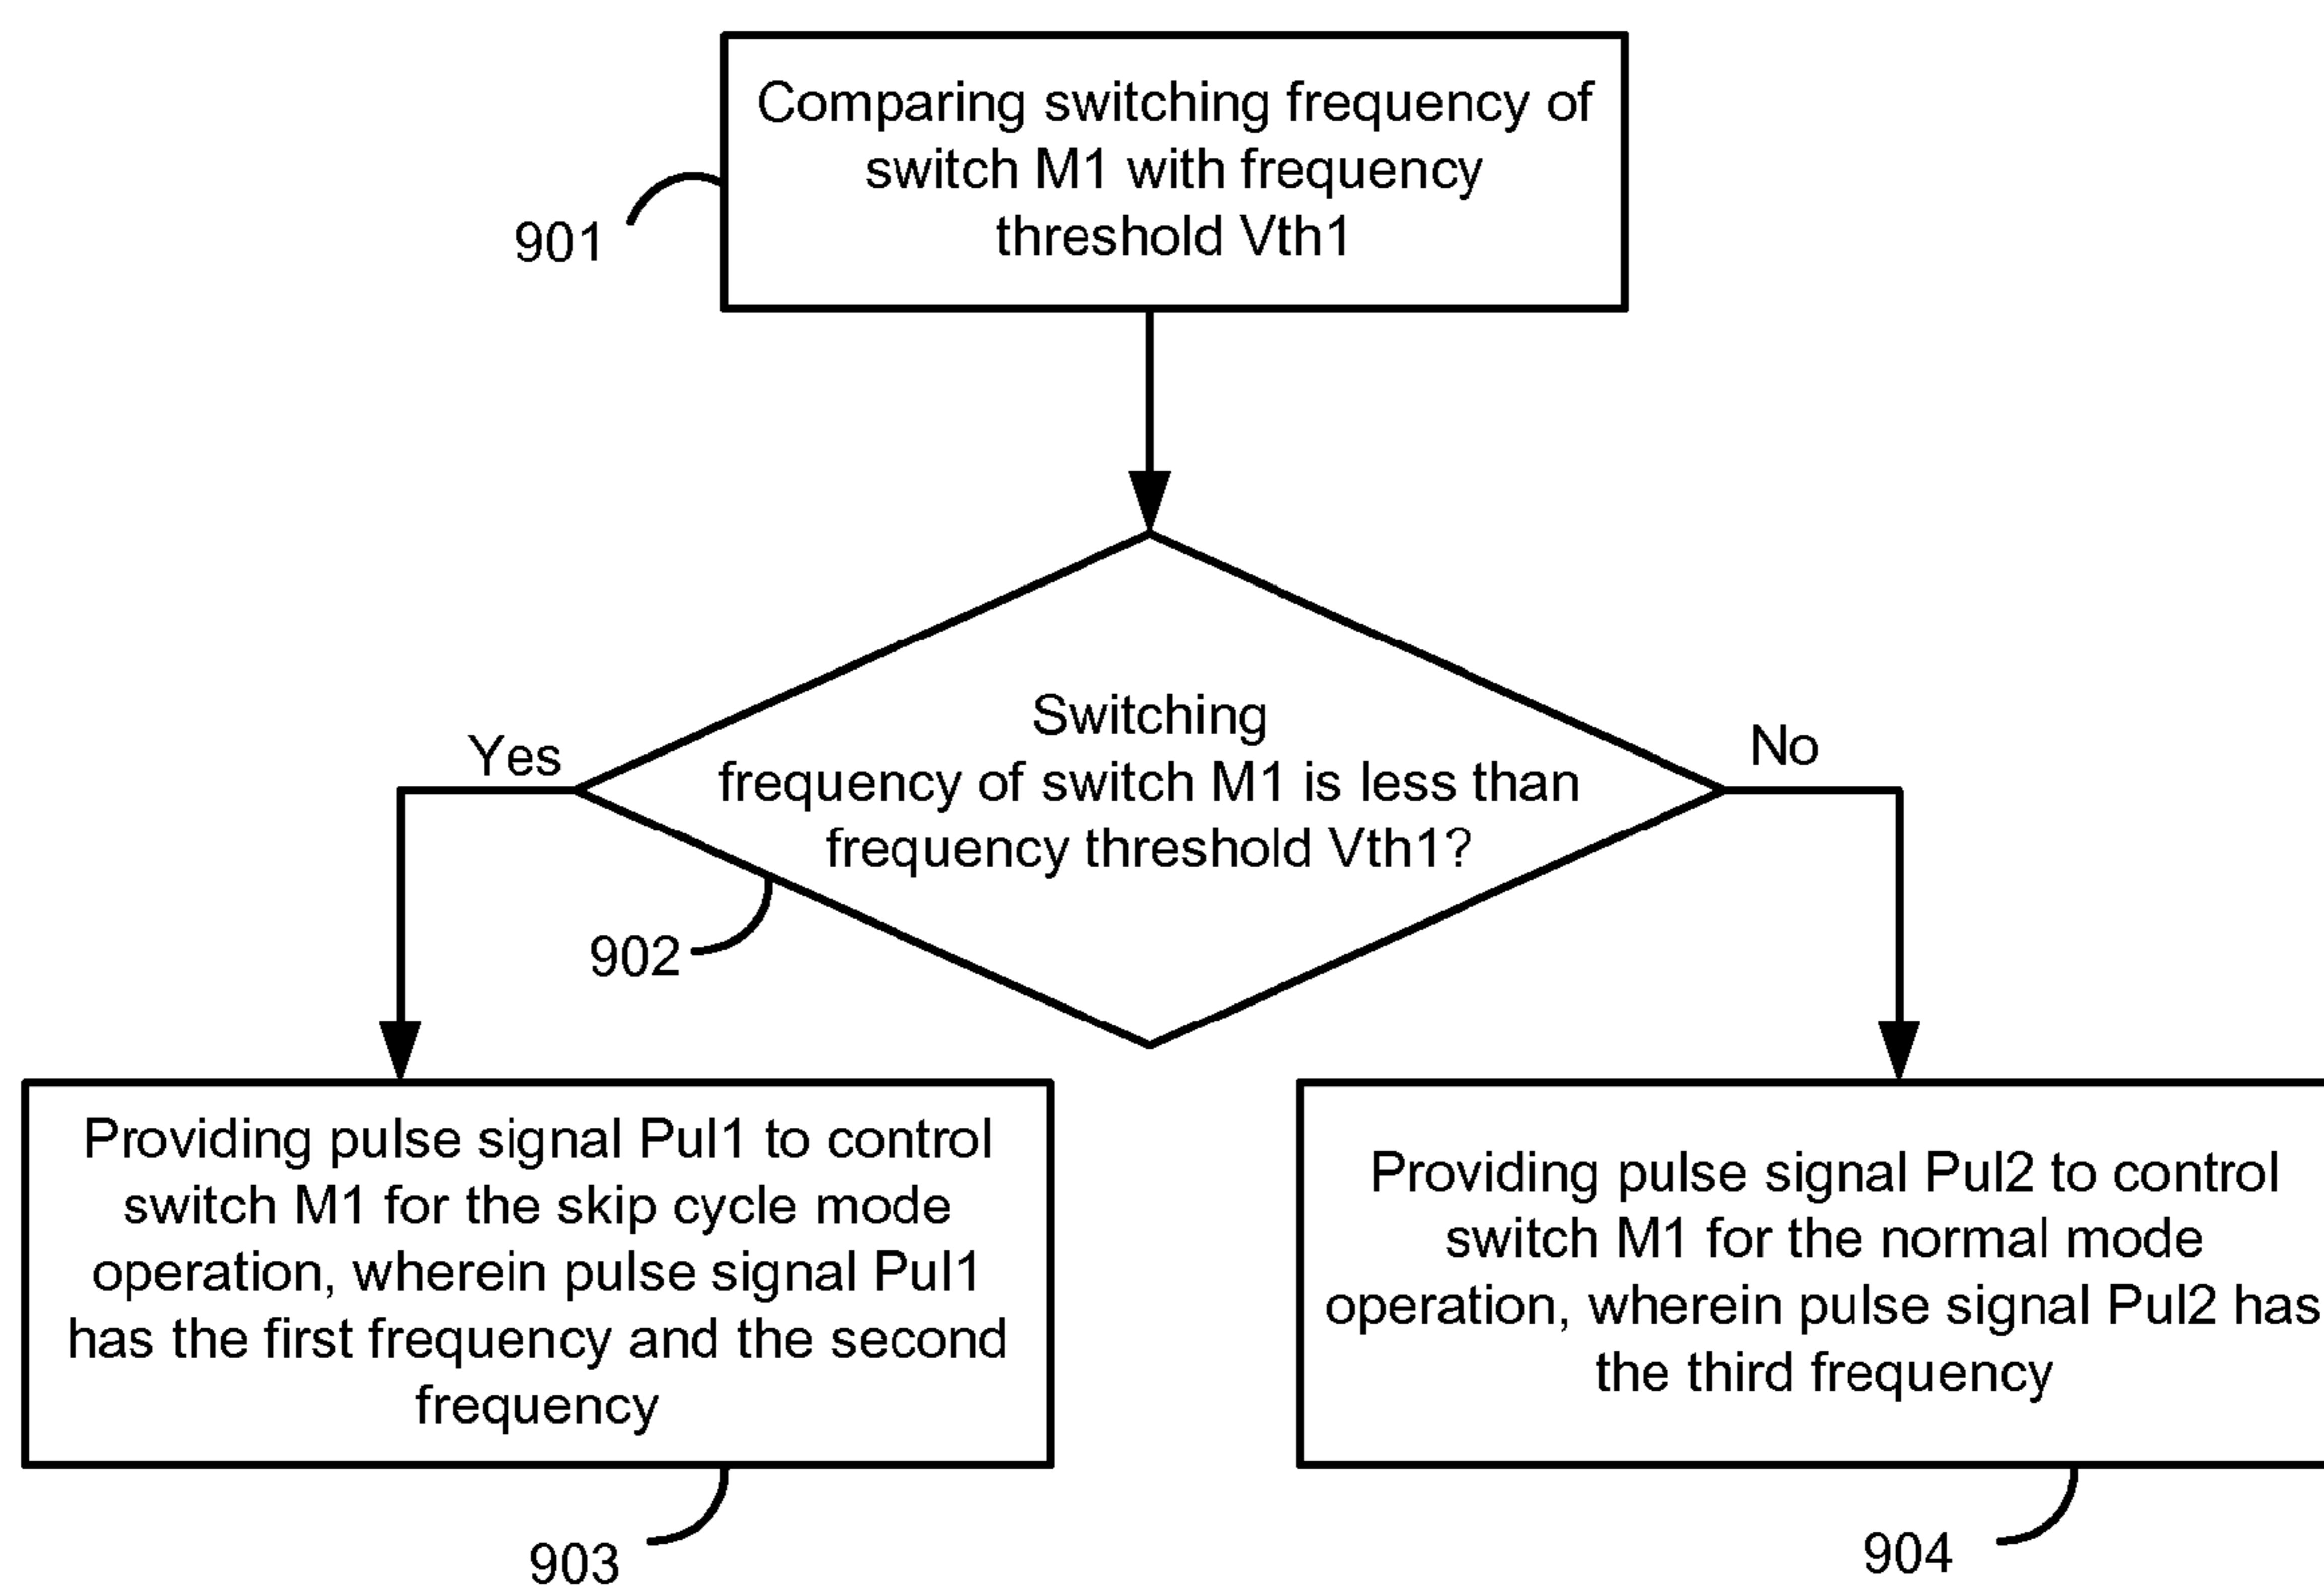 Comparing switching frequency of
switch M1 with frequency
threshold Vth1
901
Switching
frequency of switch M1 is less than
frequency threshold Vth1?
Yes
No
902
Providing pulse signal Pul1 to control
switch M1 for the skip cycle mode
operation, wherein pulse signal Pul1
has the first frequency and the second
frequency
903
Providing pulse signal Pul2 to control
switch M1 for the normal mode
operation, wherein pulse signal Pul2 has
the third frequency
904